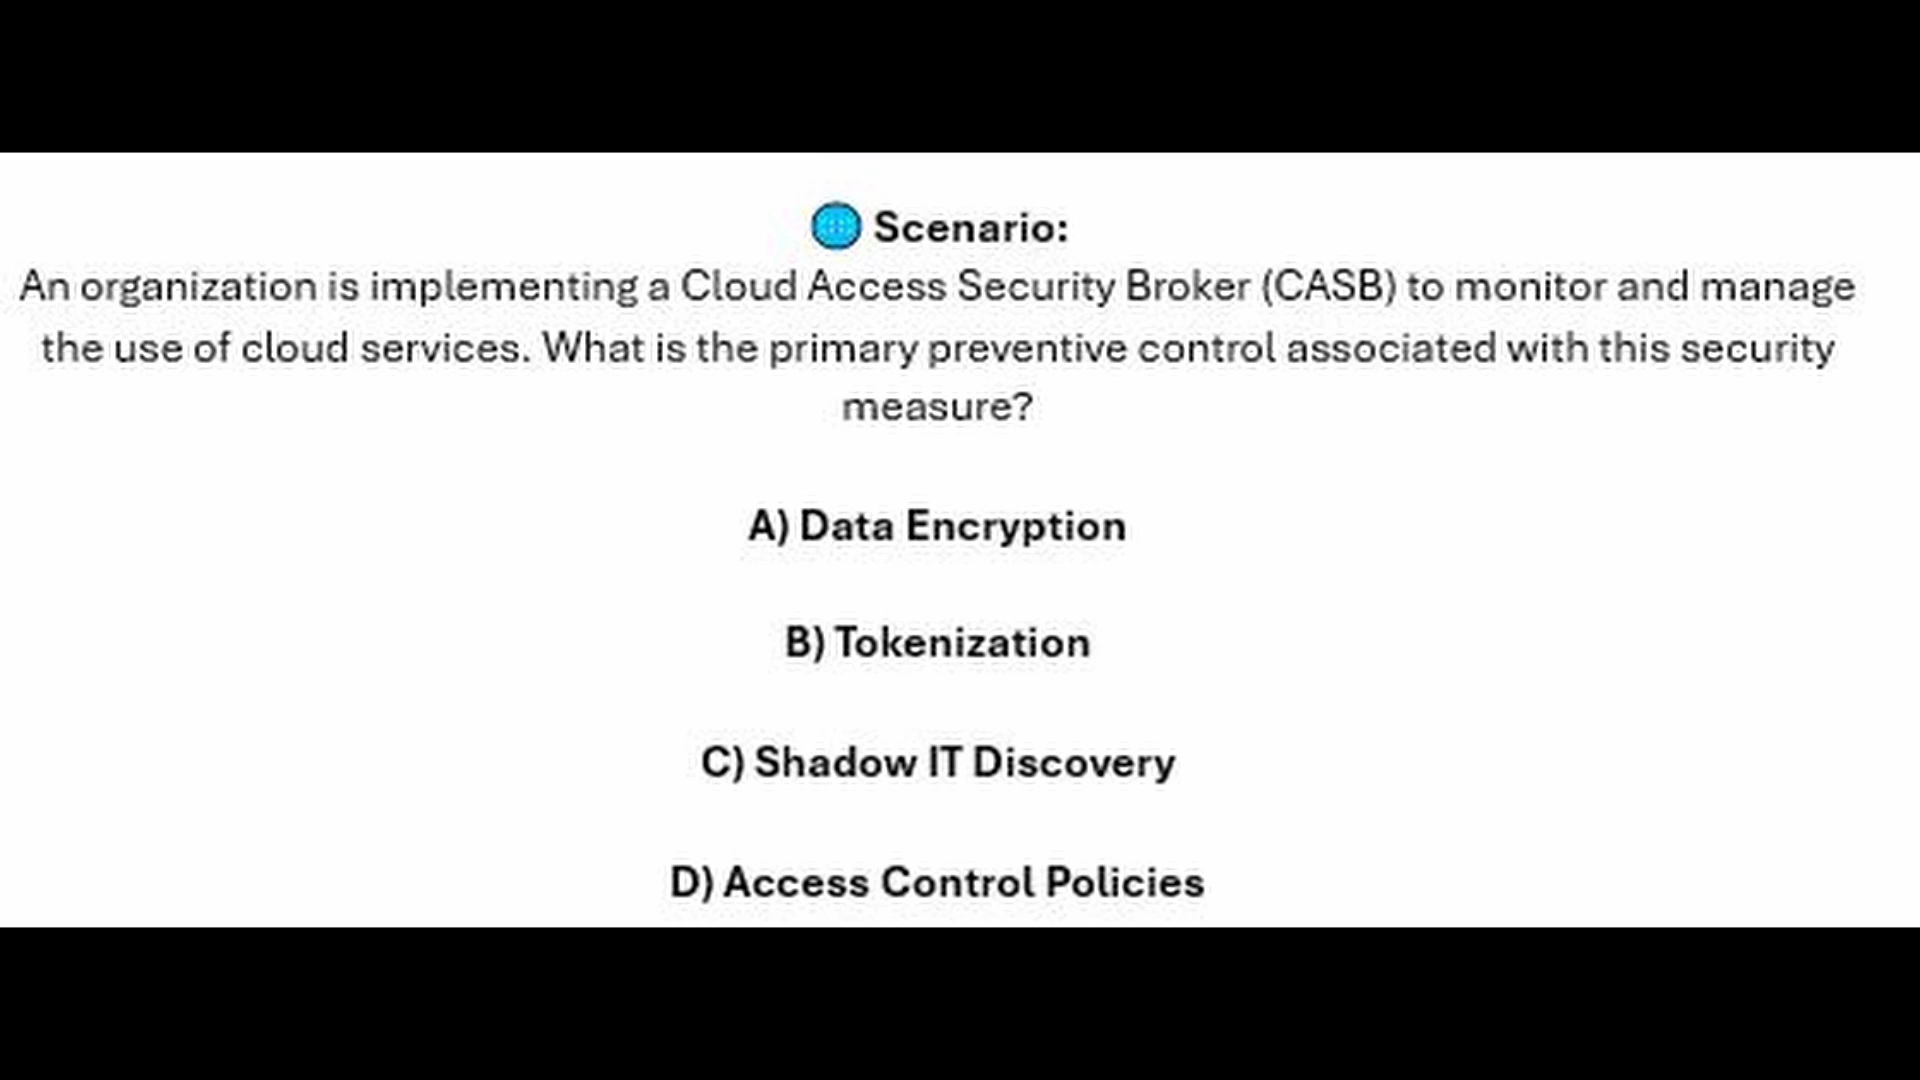 Scenario:
An organization is implementing a Cloud Access Security Broker (CASB) to monitor and manage
the use of cloud services. What is the primary preventive control associated with this security
measure?
A) Data Encryption
B) Tokenization
C) Shadow IT Discovery
D) Access Control Policies